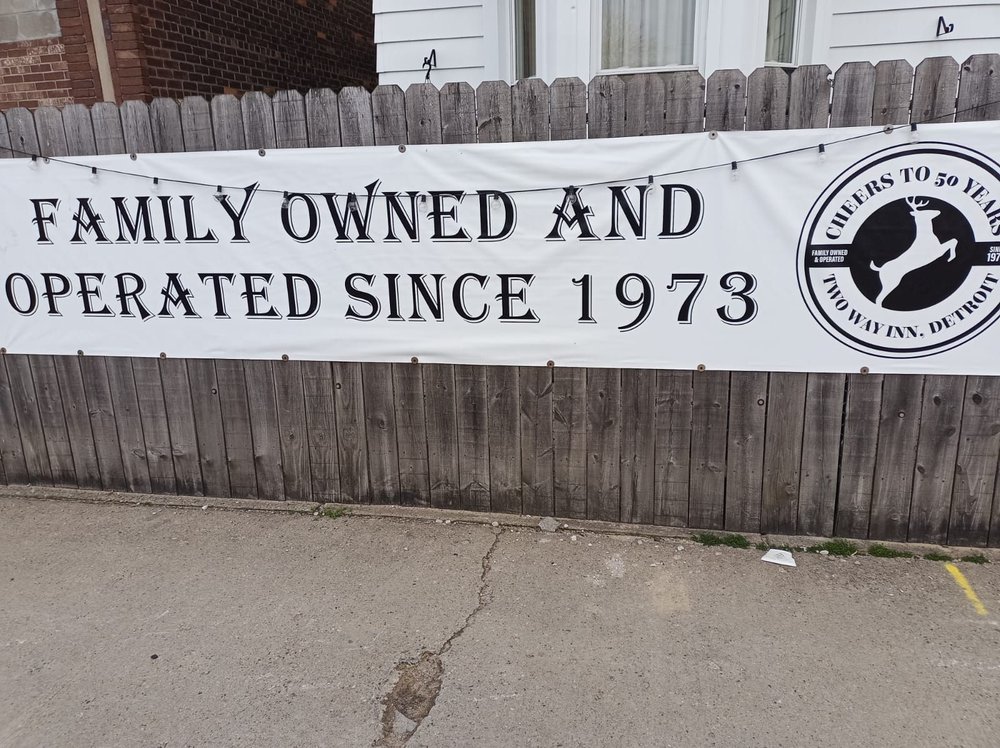 FAMILY OWNED AND
OPERATED SINCE 1973
CHEERS TO 50 YEARS
FAMILY OWNED
& OPERATED
TWO WAY INN, DETROIT